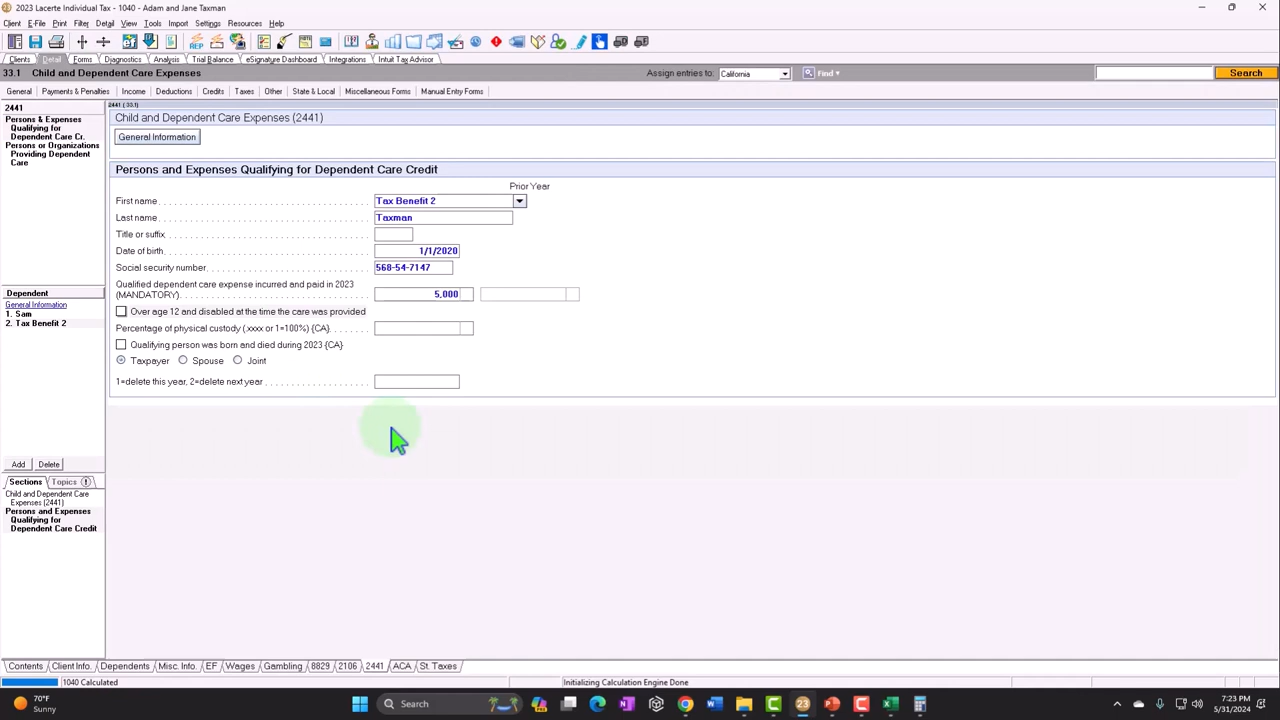 2023 Lacerte Individual Tax - 1040 - Adam and Jane Taxman
Client E-File Print Filter Detail View Tools Import Settings Resources Help
Clients Detail Forms Diagnostics Analysis Trial Balance eSignature Dashboard Integrations Intuit Tax Advisor
33.1 Child and Dependent Care Expenses Assign entries to: California Find Search
General Payments & Penalties Income Deductions Credits Taxes Other State & Local Miscellaneous Forms Manual Entry Forms
2441
Persons & Expenses
Qualifying for
Dependent Care Cr.
Persons or Organizations
Providing Dependent
Care
Dependent
General Information
1. Sam
2. Tax Benefit 2
Add Delete
Sections Topics
Child and Dependent Care
Expenses (2441)
Persons and Expenses
Qualifying for
Dependent Care Credit
2441 (33.1)
Child and Dependent Care Expenses (2441)
General Information
Persons and Expenses Qualifying for Dependent Care Credit
Prior Year
First name Tax Benefit 2
Last name Taxman
Title or suffix
Date of birth 1/1/2020
Social security number 568-54-7147
Qualified dependent care expense incurred and paid in 2023
(MANDATORY) 5,000
Over age 12 and disabled at the time the care was provided
Percentage of physical custody (.xxxx or 1=100%) {CA}
Qualifying person was born and died during 2023 {CA}
Taxpayer Spouse Joint
1=delete this year, 2=delete next year
Contents Client Info. Dependents Misc. Info. EF Wages Gambling 8829 2106 2441 ACA St. Taxes
1040 Calculated Initializing Calculation Engine Done
70°F
Sunny
Search
23
7:23 PM
5/31/2024